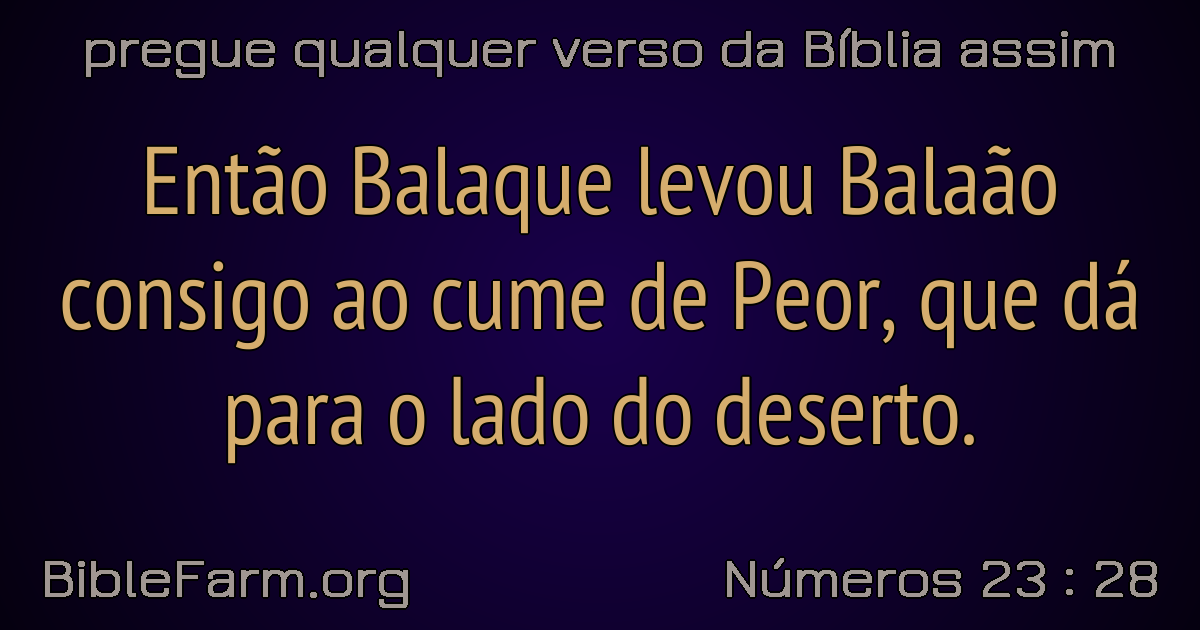 pregue qualquer verso da Bíblia assim
Então Balaque levou Balaão
consigo ao cume de Peor, que dá
para o lado do deserto.
BibleFarm.org
Números 23 : 28